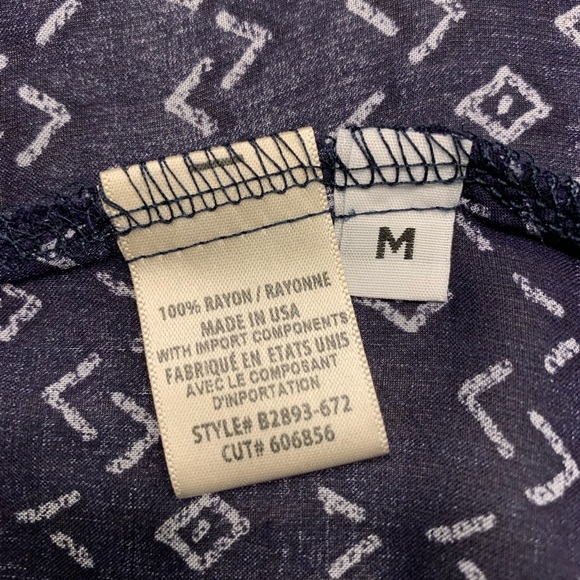 100% RAYON / RAYONNE
MADE IN USA
WITH IMPORT COMPONENTS
FABRIQUÉ EN ETATS UNIS
AVEC LE COMPOSANT
D'INPORTATION
STYLE# B2893-672
CUT# 606856
M